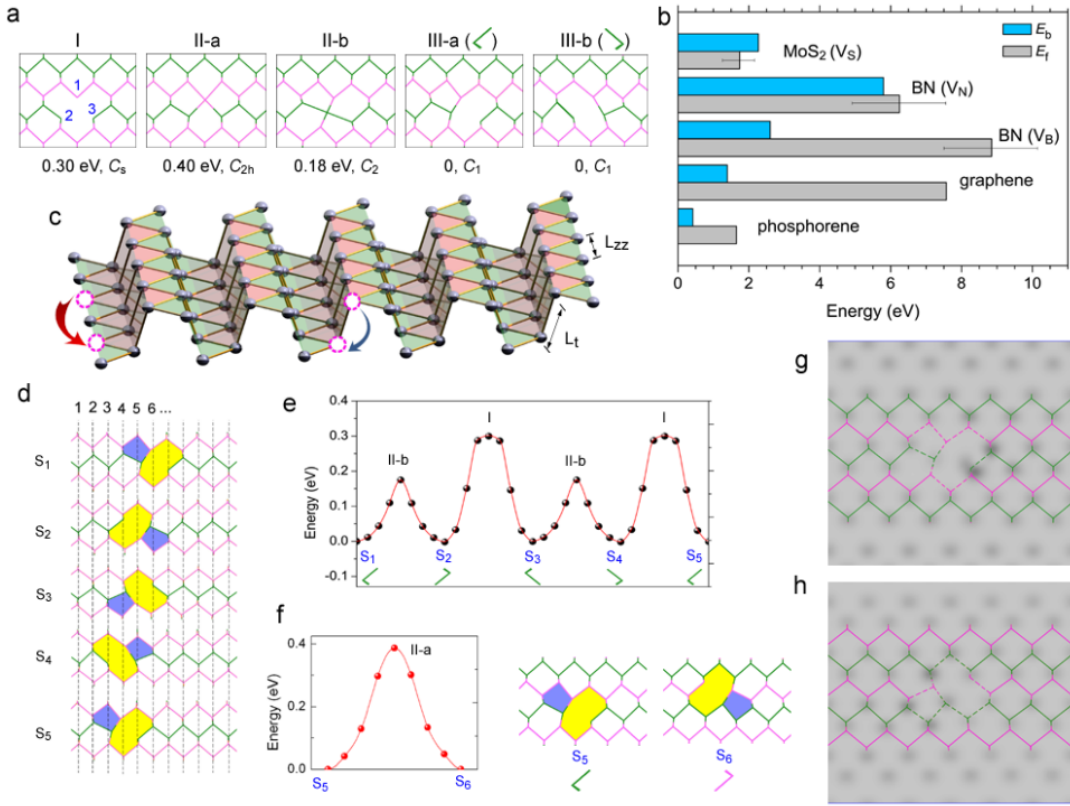 a
I II-a II-b III-a ( ) III-b ( )
1
2 3
0.30 eV, Cs 0.40 eV, C2h 0.18 eV, C2 0, C1 0, C1
b
Eb
Ef
MoS2 (VS)
BN (VN)
BN (VB)
graphene
phosphorene
0 2 4 6 8 10
Energy (eV)
c
Lzz
Lt
d
1 2 3 4 5 6 ...
S1
S2
S3
S4
S5
e
0.4
0.3
0.2
0.1
0.0
-0.1
Energy (eV)
I I
II-b II-b
S1 S2 S3 S4 S5
f
0.4
0.2
0.0
Energy (eV)
II-a
S5 S6
S5 S6
g
h